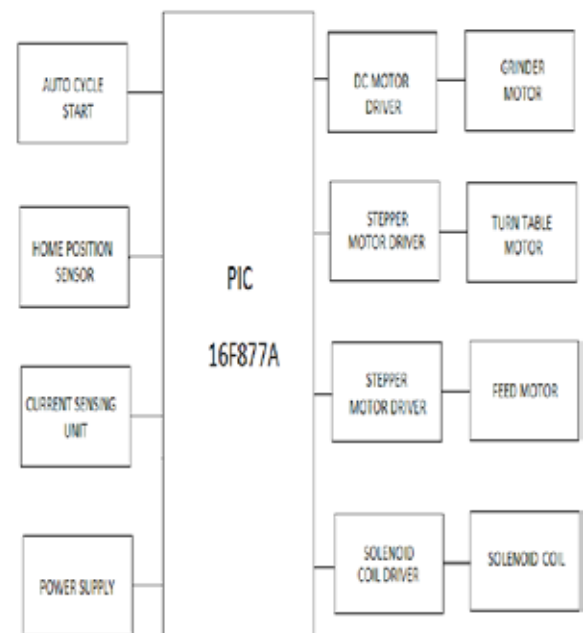 AUTO CYCLE
START
HOME POSITION
SENSOR
CURRENT SENSING
UNIT
POWER SUPPLY
PIC
16F877A
DC MOTOR
DRIVER
GRINDER
MOTOR
STEPPER
MOTOR DRIVER
TURN TABLE
MOTOR
STEPPER
MOTOR DRIVER
FEED MOTOR
SOLENOID
COIL DRIVER
SOLENOID COIL